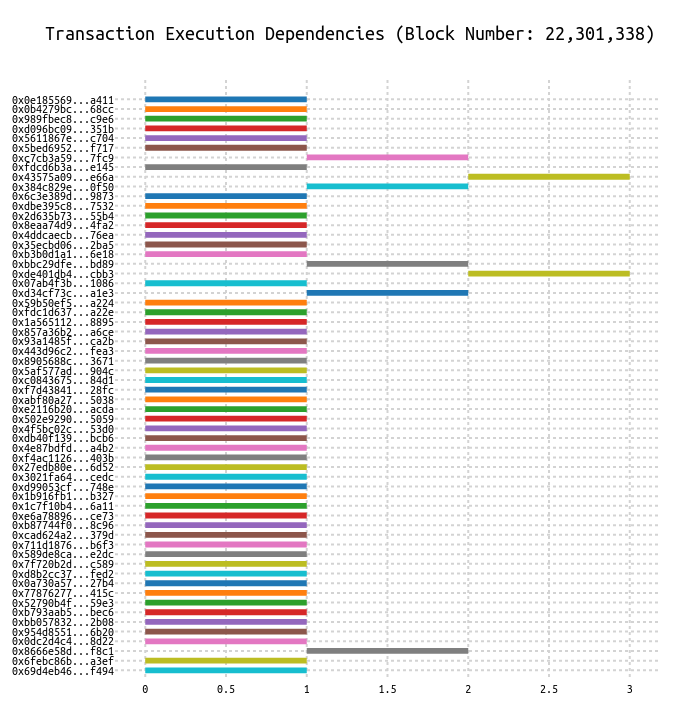 Transaction Execution Dependencies (Block Number: 22,301,338)
0x0e185569...a411
0x0b4279bc...68cc
0x989fbec8...c9e6
0xd096bc09...351b
0x5611867e...c704
0x5bed6952...f717
0xc7cb3a59...7fc9
0xfdcd6b3a...e145
0x43575a09...e66a
0x384c829e...0f50
0x6c3e389d...9873
0xdbe395c8...7532
0x2d635b73...55b4
0x8eaa74d9...4fa2
0x4ddcaecb...76ea
0x35ecbd06...2ba5
0xb3b0d1a1...6e18
0xbbc29dfe...bd89
0xde401db4...cbb3
0x07ab4f3b...1086
0xd34cf73c...a1e3
0x59b50ef5...a224
0xfdc1d637...a22e
0x1a565112...8895
0x857a36b2...a6ce
0x93a1485f...ca2b
0x443d96c2...fea3
0x8905688c...3671
0x5af577ad...904c
0xc0843675...84d1
0xf7d43841...28fc
0xabf80a27...5038
0xe2116b20...acda
0x502e9290...5059
0x4f5bc02c...53d0
0xdb40f139...bcb6
0x4e87bdfd...a4b2
0xf4ac1126...403b
0x27edb80e...6d52
0x3021fa64...cedc
0xd99053cf...748e
0x1b916fb1...b327
0x1c7f10b4...6a11
0xe6a78896...ce73
0xb87744f0...8c96
0xcad624a2...379d
0x711d1876...b6f3
0x589de8ca...e2dc
0x7f720b2d...c589
0xd8b2cc37...fed2
0x0a730a57...27b4
0x77876277...415c
0x52790b4f...59e3
0xb793aab5...bec6
0xbb057832...2b08
0x954d8551...6b20
0x0dc2d4c4...8d22
0x8666e58d...f8c1
0x6febc86b...a3ef
0x69d4eb46...f494
0 0.5 1 1.5 2 2.5 3